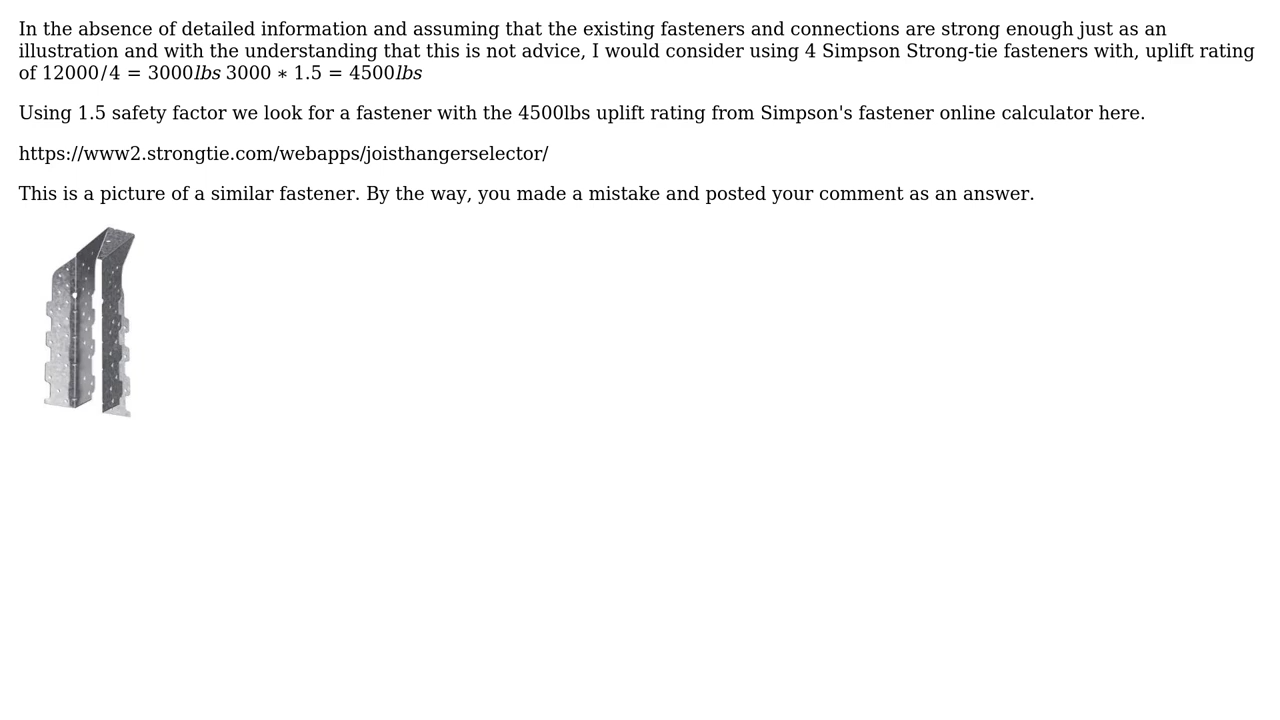 In the absence of detailed information and assuming that the existing fasteners and connections are strong enough just as an
illustration and with the understanding that this is not advice, I would consider using 4 Simpson Strong-tie fasteners with, uplift rating
of 12000/4 = 3000lbs 3000 ∗ 1.5 = 4500lbs
Using 1.5 safety factor we look for a fastener with the 4500lbs uplift rating from Simpson's fastener online calculator here.
https://www2.strongtie.com/webapps/joisthangerselector/
This is a picture of a similar fastener. By the way, you made a mistake and posted your comment as an answer.